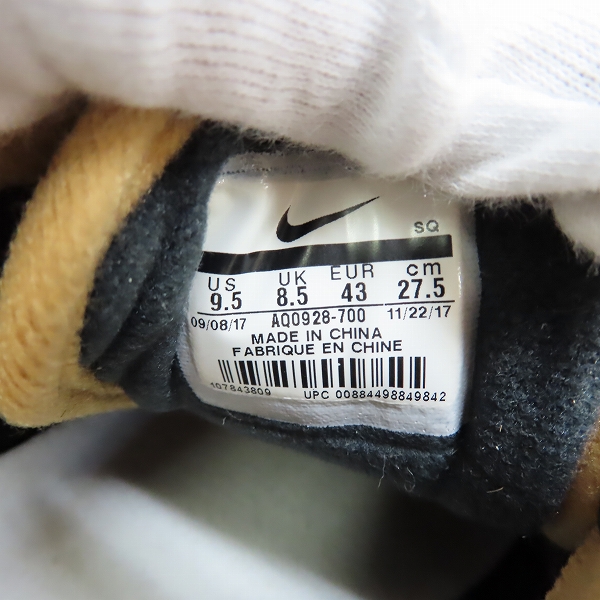 SQ
US UK EUR cm
9.5 8.5 43 27.5
09/08/17 AQ0928-700 11/22/17
MADE IN CHINA
FABRIQUE EN CHINE
107843809 UPC 00884498849842